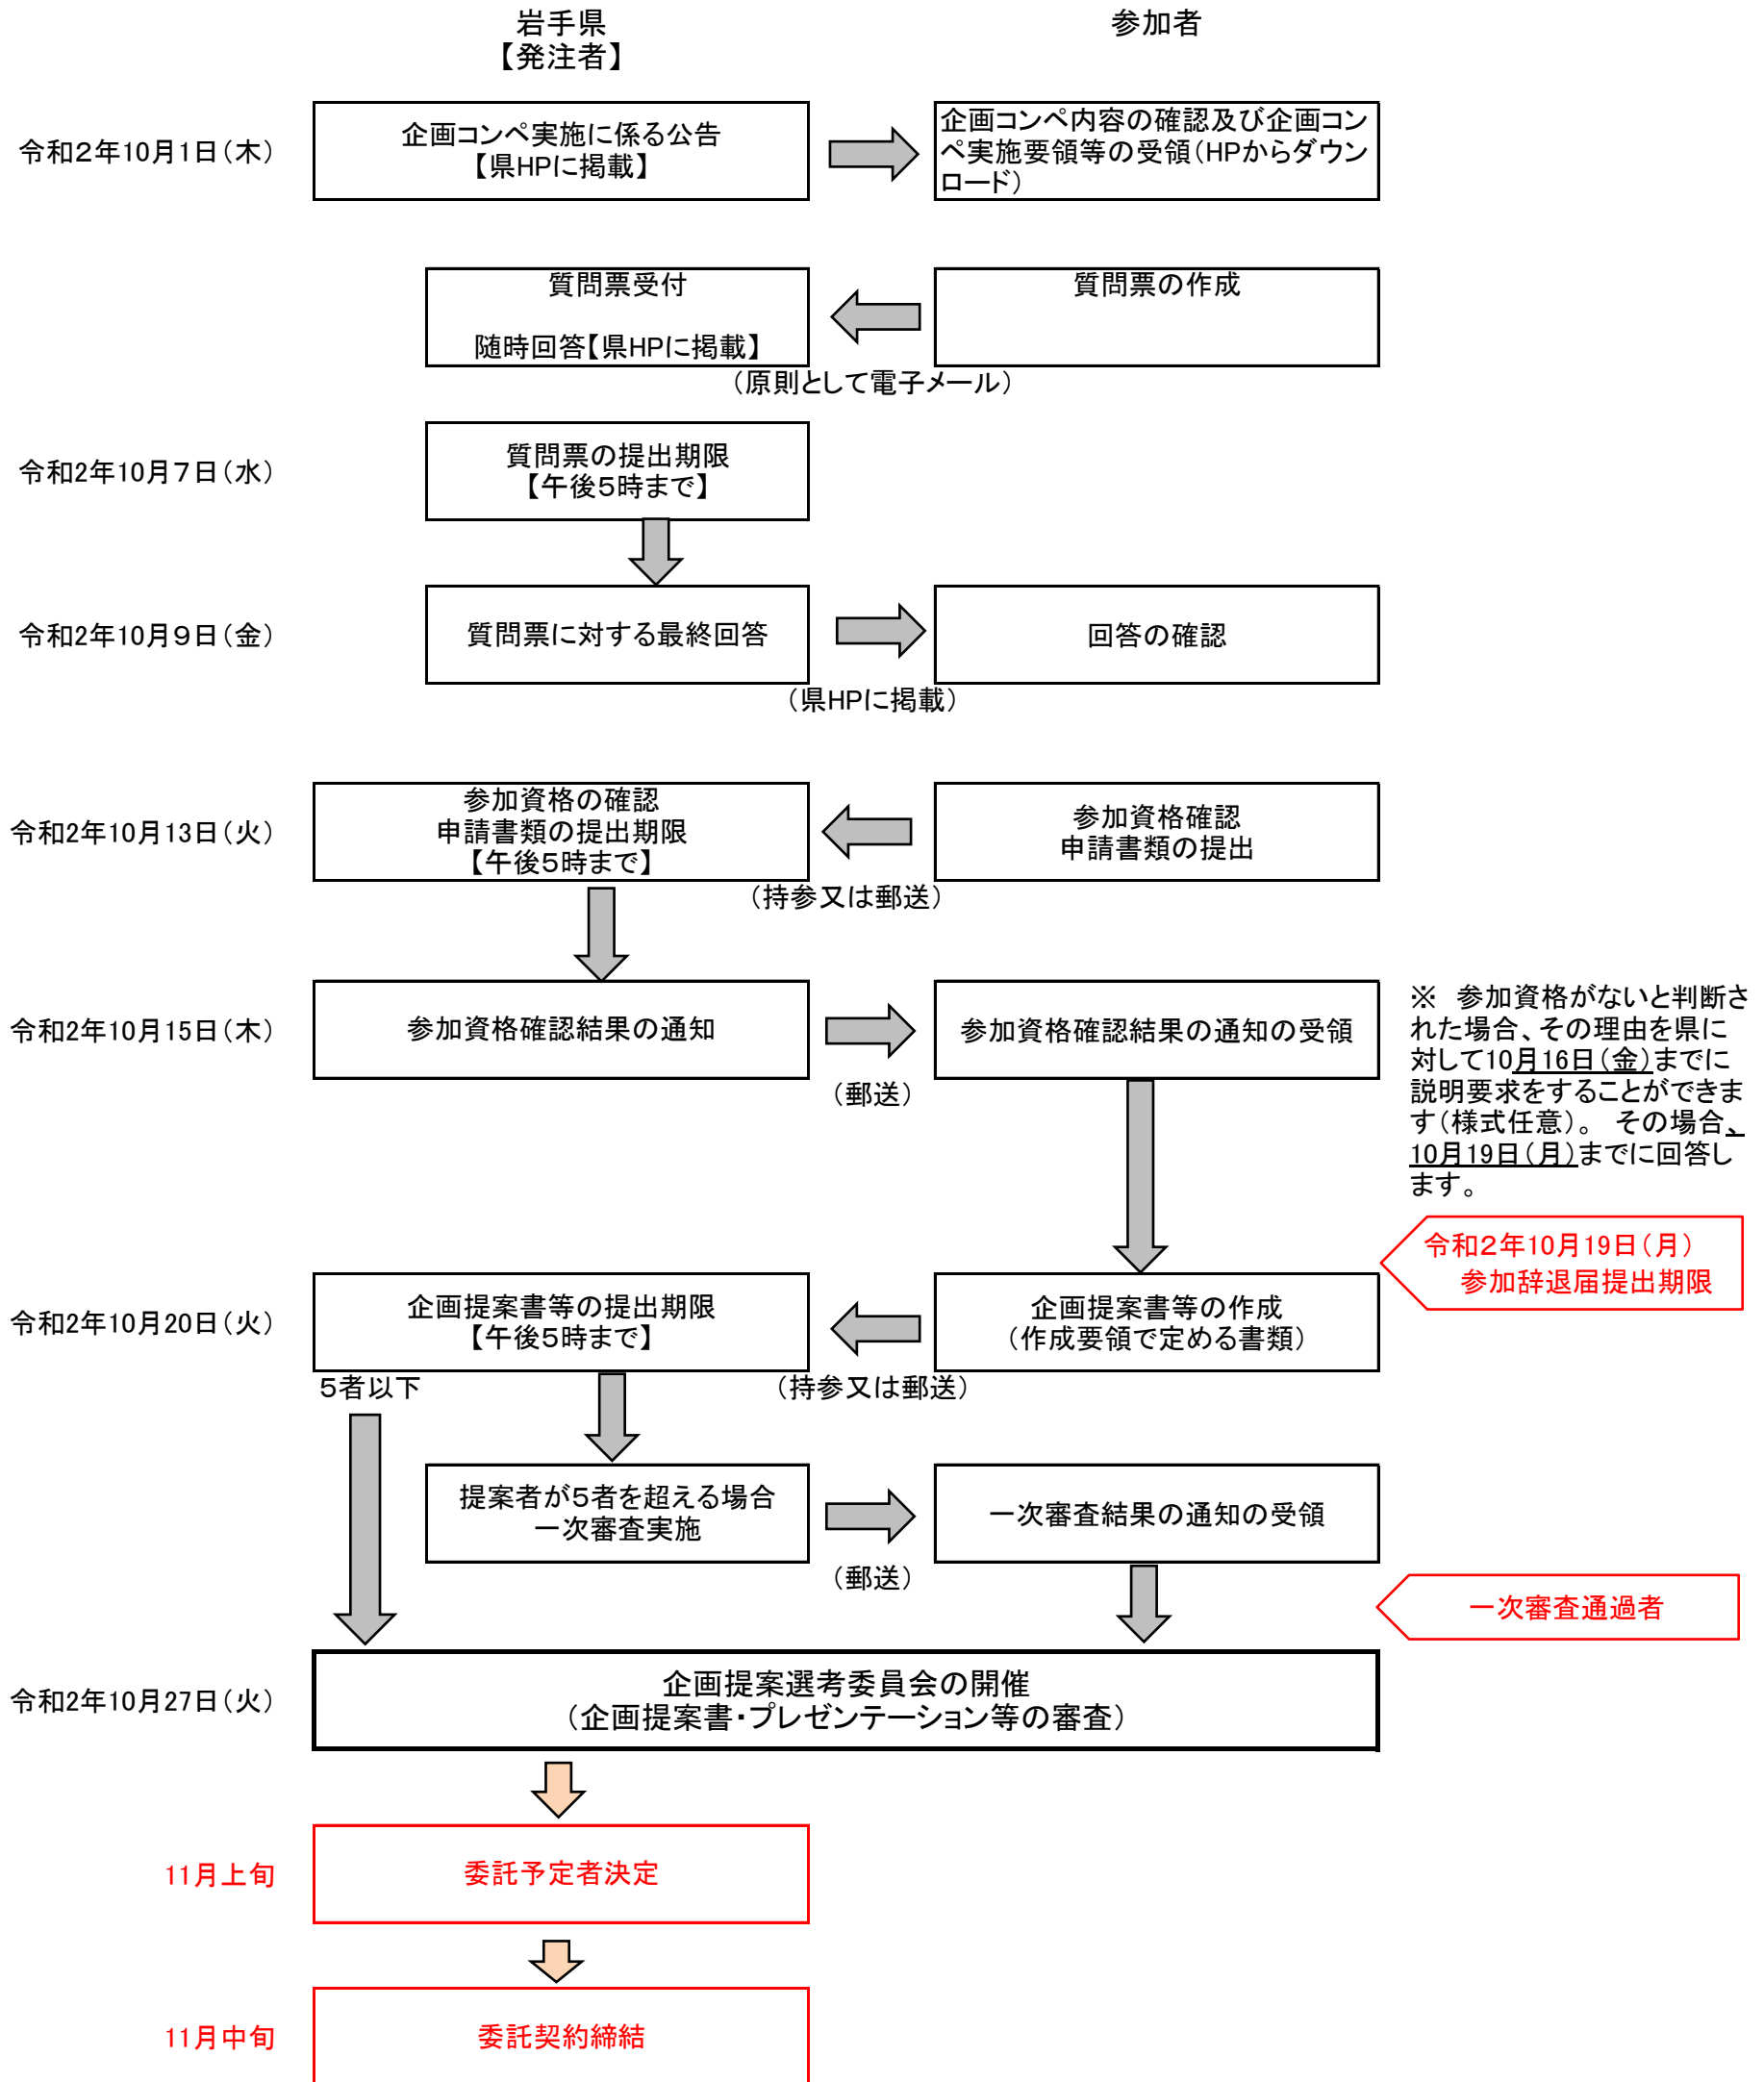 岩手県
【発注者】
参加者
令和２年10月1日（木）
企画コンペ実施に係る公告
【県HPに掲載】
企画コンペ内容の確認及び企画コン
ペ実施要領等の受領（HPからダウン
ロード）
質問票受付
随時回答【県HPに掲載】
質問票の作成
（原則として電子メール）
令和2年10月７日（水）
質問票の提出期限
【午後５時まで】
令和2年10月９日（金）
質問票に対する最終回答
回答の確認
（県HPに掲載）
令和2年10月13日（火）
参加資格の確認
申請書類の提出期限
【午後５時まで】
参加資格確認
申請書類の提出
（持参又は郵送）
令和2年10月15日（木）
参加資格確認結果の通知
参加資格確認結果の通知の受領
（郵送）
※　参加資格がないと判断さ
れた場合、その理由を県に
対して10月16日（金）までに
説明要求をすることができま
す（様式任意）。 その場合、
10月19日（月）までに回答し
ます。
令和２年10月19日（月）
参加辞退届提出期限
令和2年10月20日（火）
企画提案書等の提出期限
【午後５時まで】
企画提案書等の作成
（作成要領で定める書類）
５者以下
（持参又は郵送）
提案者が５者を超える場合
一次審査実施
一次審査結果の通知の受領
（郵送）
一次審査通過者
令和2年10月27日（火）
企画提案選考委員会の開催
（企画提案書・プレゼンテーション等の審査）
11月上旬
委託予定者決定
11月中旬
委託契約締結